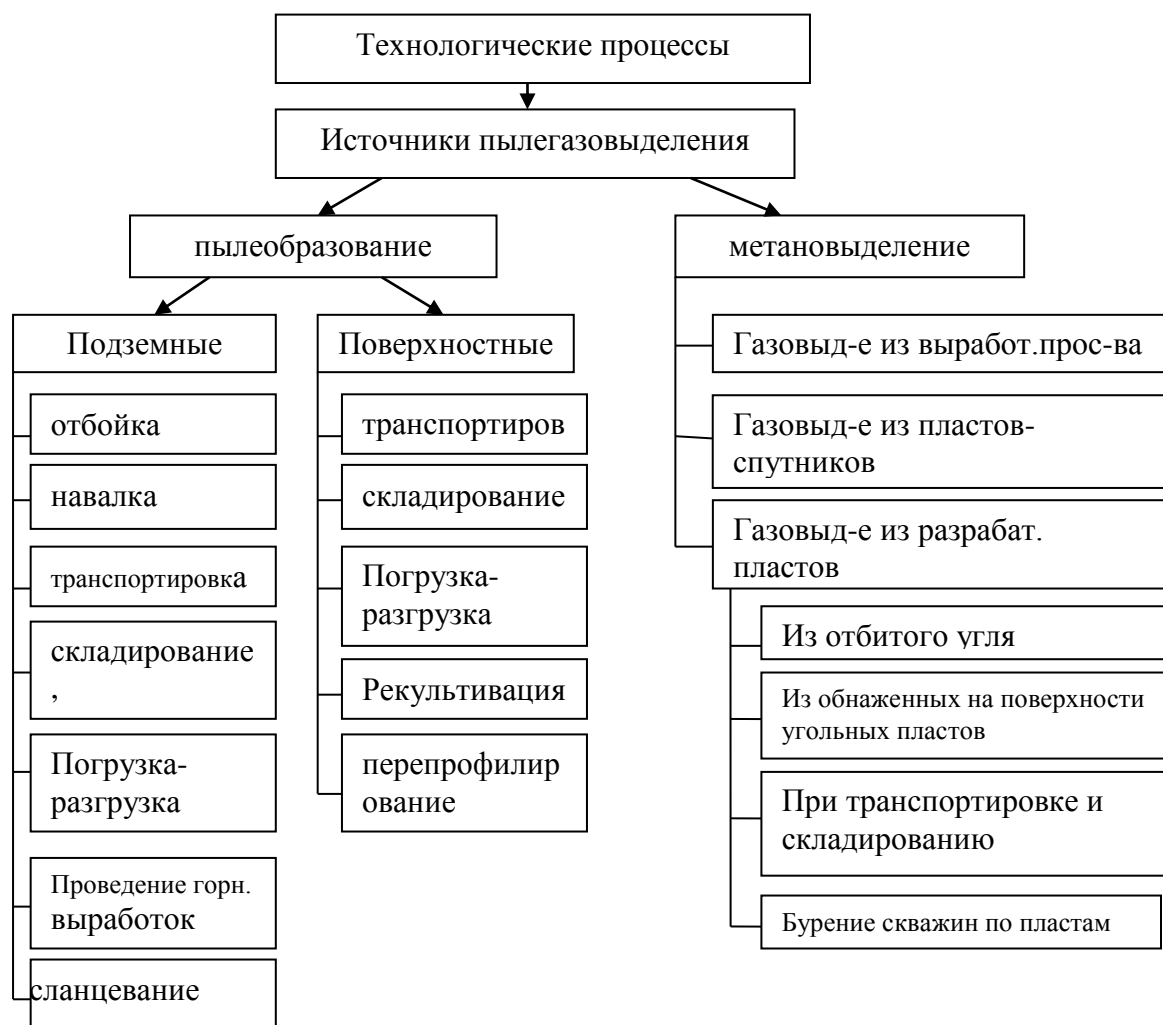 Технологические процессы
Источники пылегазовыделения
пылеобразование
метановыделение
Подземные
отбойка
навалка
транспортировка
складирование
,
Погрузка-
разгрузка
Проведение горн.
выработок
сланцевание
Поверхностные
транспортиров
складирование
Погрузка-
разгрузка
Рекультивация
перепрофилир
ование
Газовыд-е из выработ.прос-ва
Газовыд-е из пластов-
спутников
Газовыд-е из разрабат.
пластов
Из отбитого угля
Из обнаженных на поверхности
угольных пластов
При транспортировке и
складированию
Бурение скважин по пластам